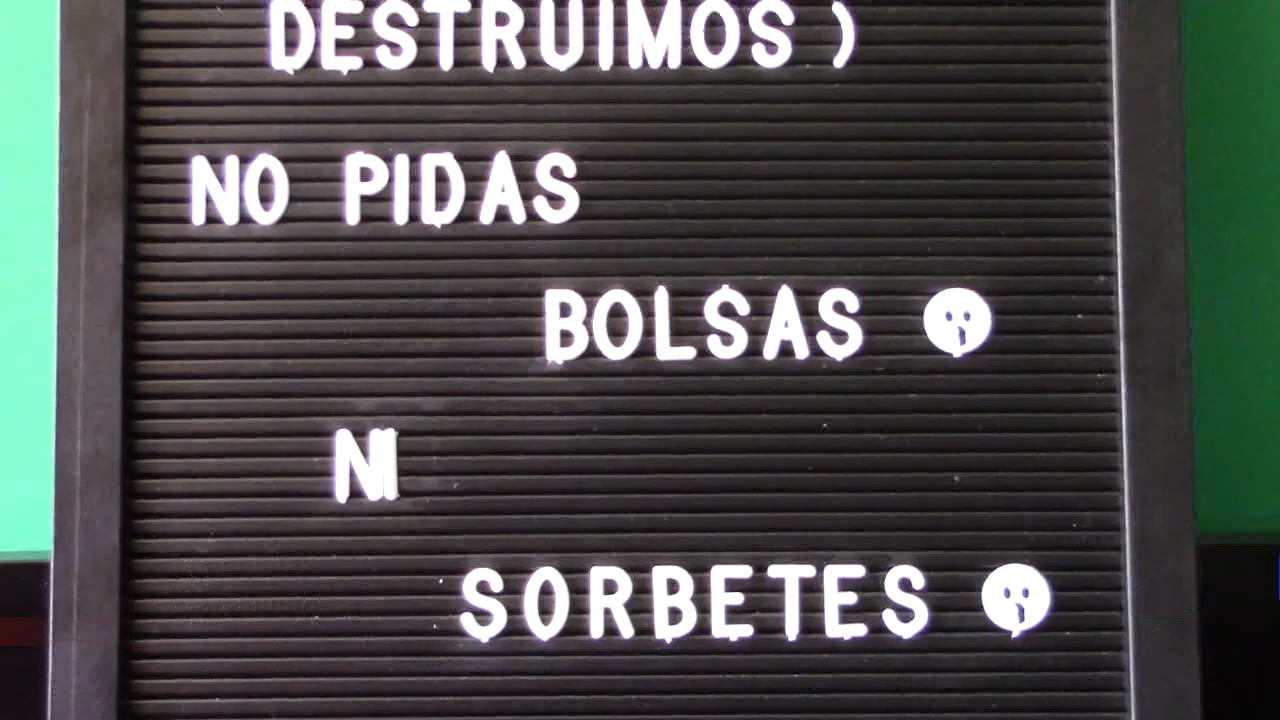 DESTRUIMOS )
NO PIDAS
BOLSAS
NI
SORBETES